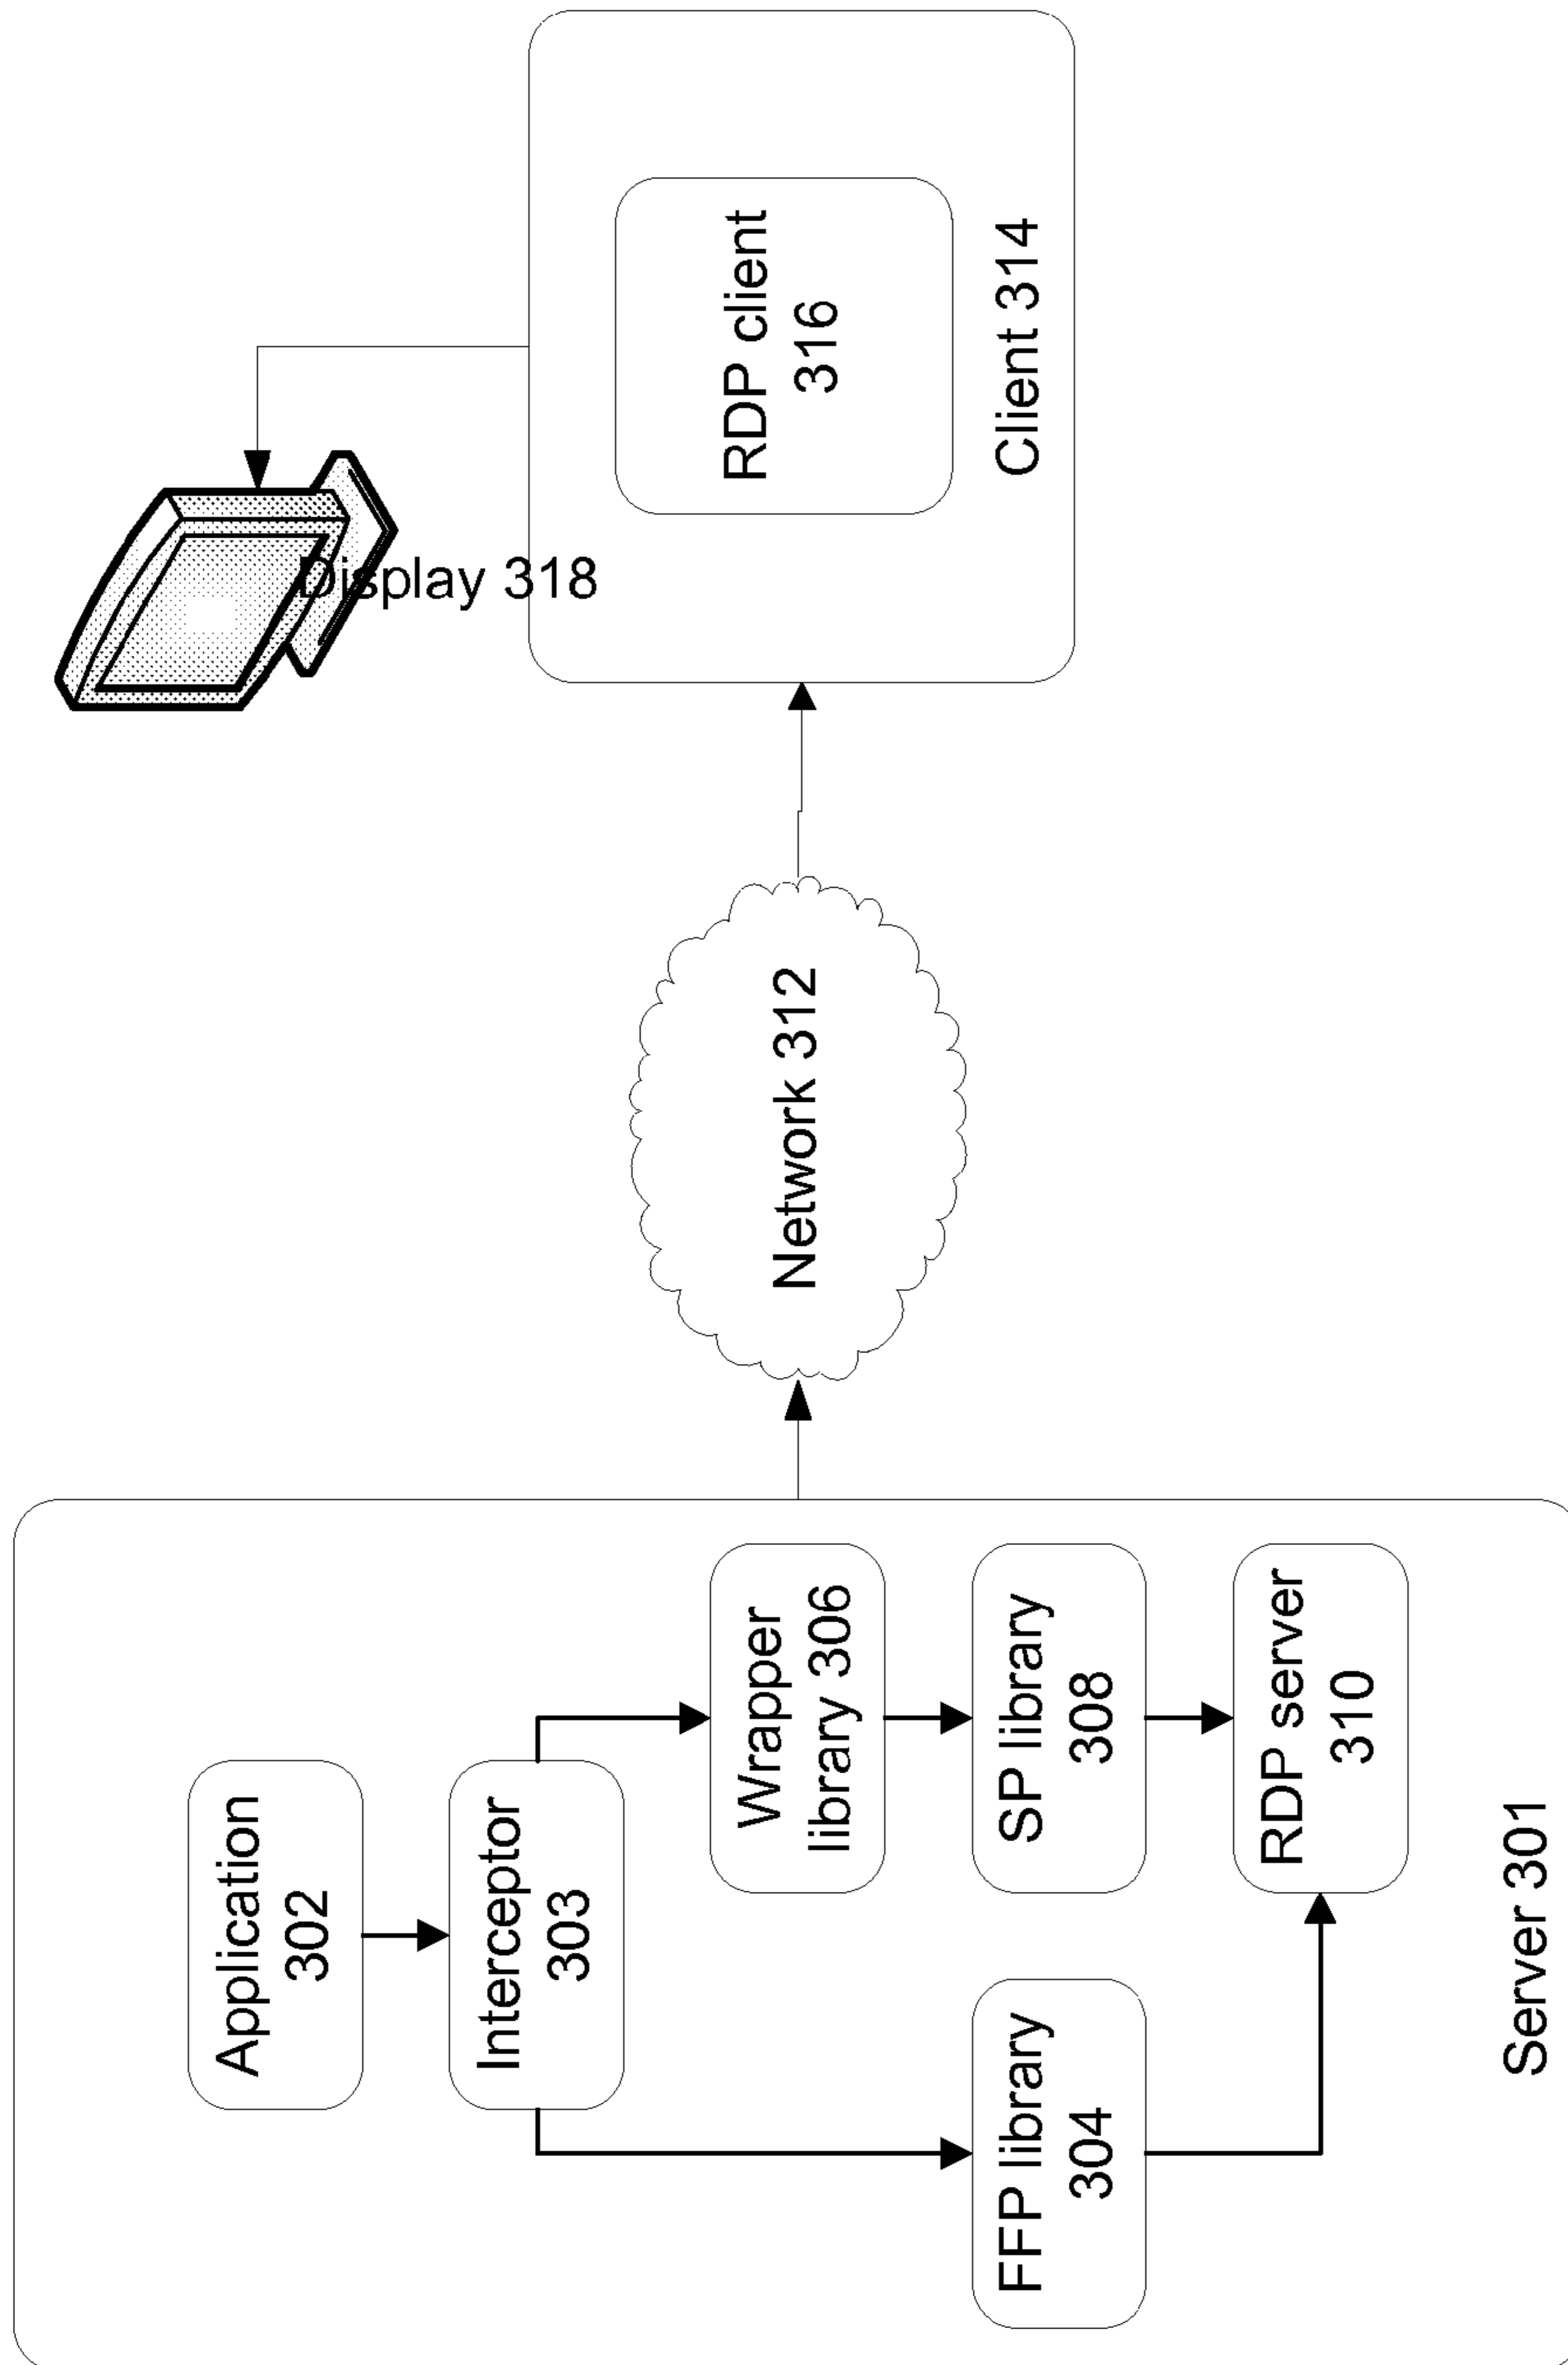 Application
302
Interceptor
303
Wrapper
library 306
FFP library
304
SP library
308
RDP server
310
Server 301
Network 312
Display 318
RDP client
316
Client 314